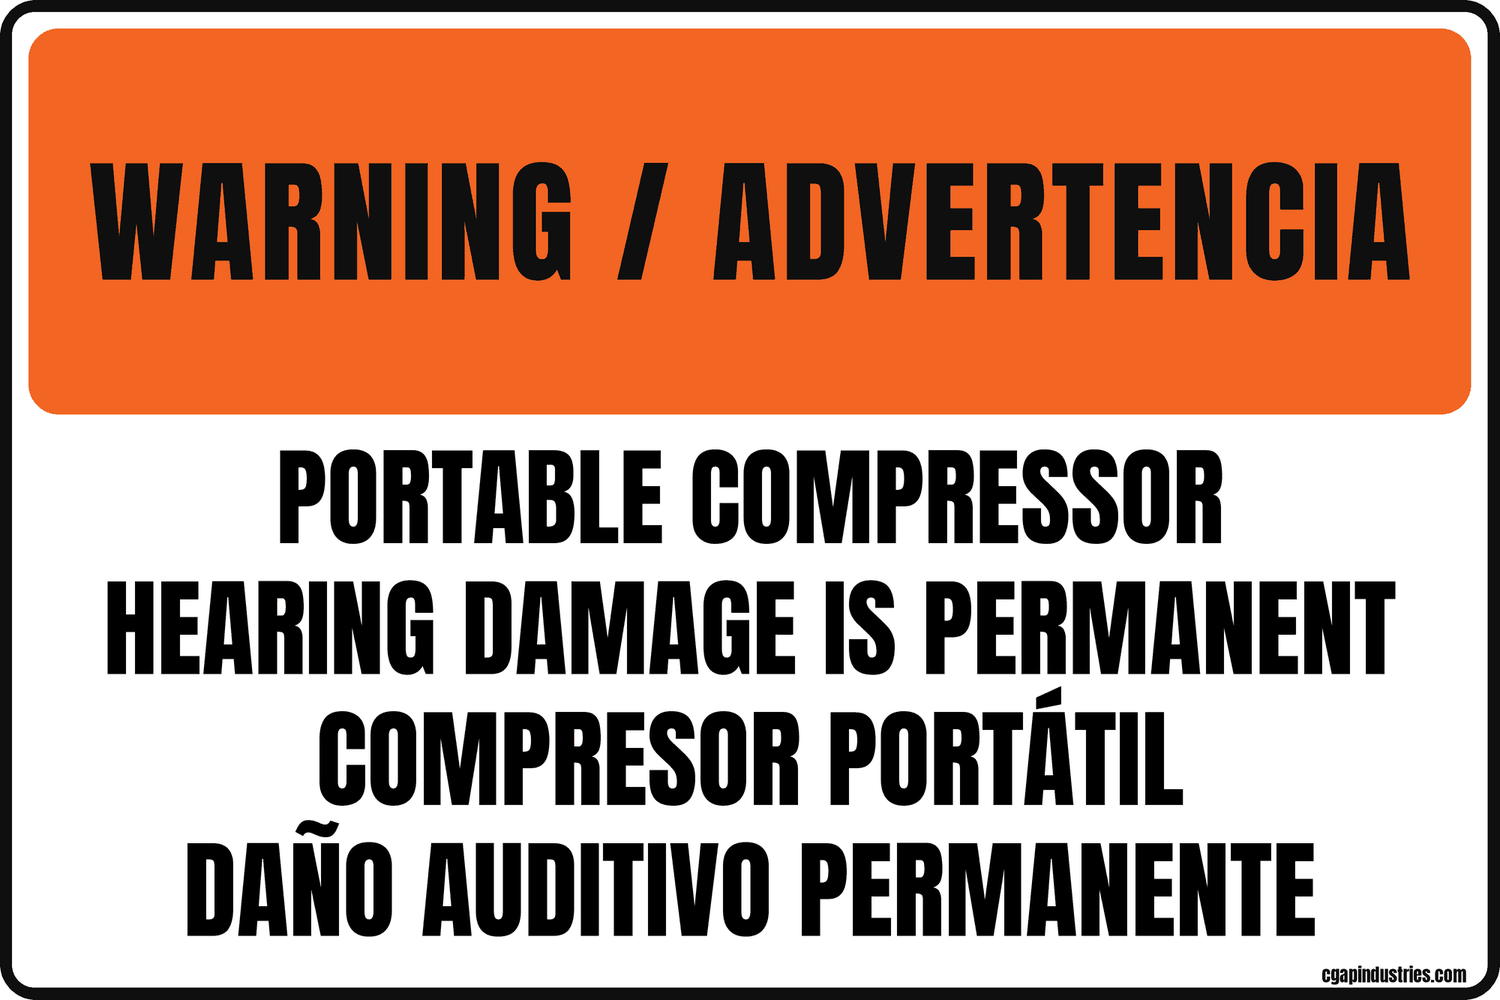 WARNING / ADVERTENCIA
PORTABLE COMPRESSOR
HEARING DAMAGE IS PERMANENT
COMPRESOR PORTÁTIL
DAÑO AUDITIVO PERMANENTE
cgapindustries.com